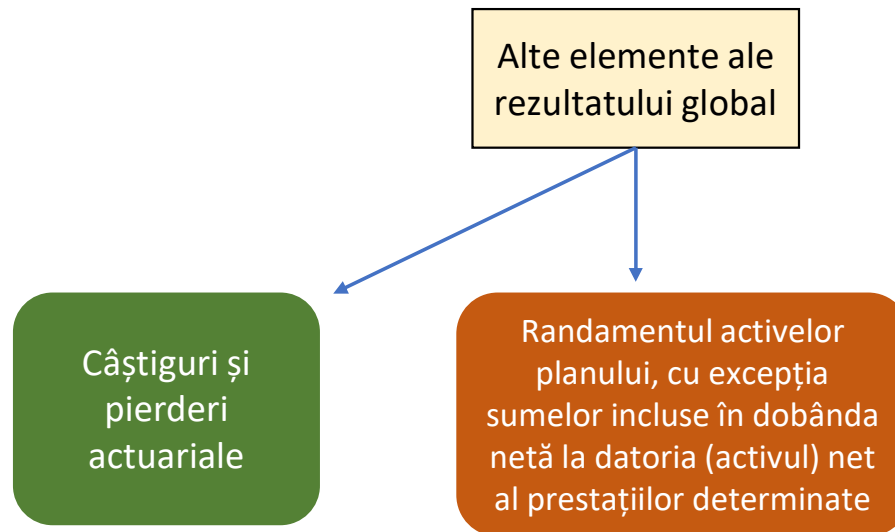 Alte elemente ale
rezultatului global
Câștiguri și
pierderi
actuariale
Randamentul activelor
planului, cu excepția
sumelor incluse în dobânda
netă la datoria (activul) net
al prestațiilor determinate